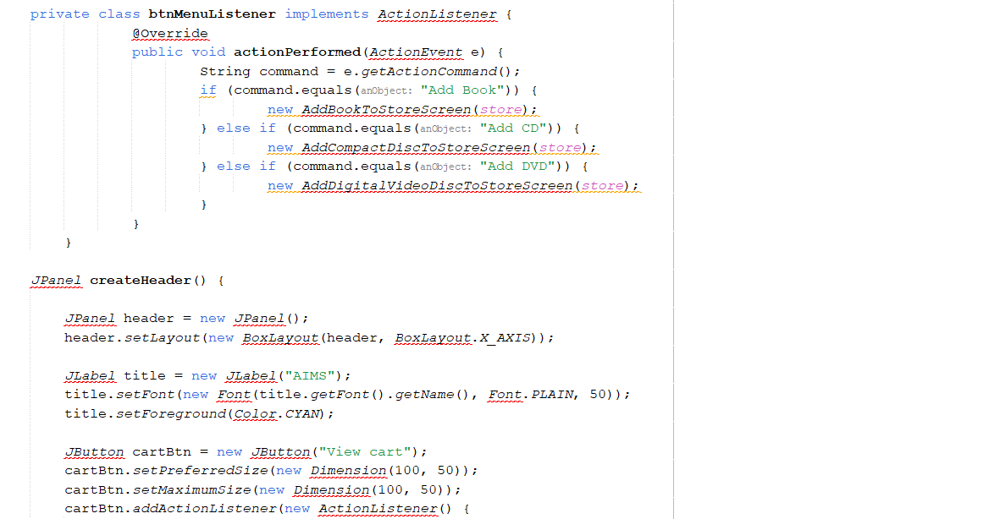 private class btnMenuListener implements ActionListener {
@Override
public void actionPerformed(ActionEvent e) {
String command = e.getActionCommand();
if (command.equals(anObject: "Add Book")) {
new AddBookToStoreScreen(store);
} else if (command.equals(anObject: "Add CD")) {
new AddCompactDiscToStoreScreen(store);
} else if (command.equals(anObject: "Add DVD")) {
new AddDigitalVideoDiscToStoreScreen(store);
}
}
}
JPanel createHeader() {
JPanel header = new JPanel();
header.setLayout(new BoxLayout(header, BoxLayout.X_AXIS));
JLabel title = new JLabel("AIMS");
title.setFont(new Font(title.getFont().getName(), Font.PLAIN, 50));
title.setForeground(Color.CYAN);
JButton cartBtn = new JButton("View cart");
cartBtn.setPreferredSize(new Dimension(100, 50));
cartBtn.setMaximumSize(new Dimension(100, 50));
cartBtn.addActionListener(new ActionListener() {